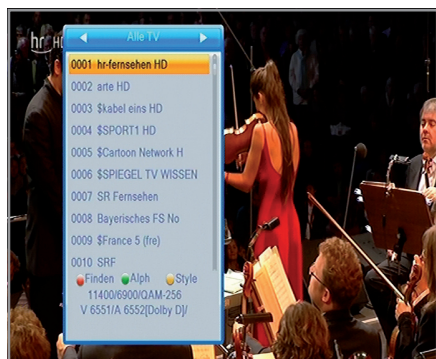 hr HD
Alle TV
0001 hr-fernsehen HD
0002 arte HD
0003 $kabel eins HD
0004 $SPORT1 HD
0005 $Cartoon Network H
0006 $SPIEGEL TV WISSEN
0007 SR Fernsehen
0008 Bayerisches FS No
0009 $France 5 (fre)
0010 SRF
Finden Alph Style
11400/6900/QAM-256
V 6551/A 6552[Dolby D]/